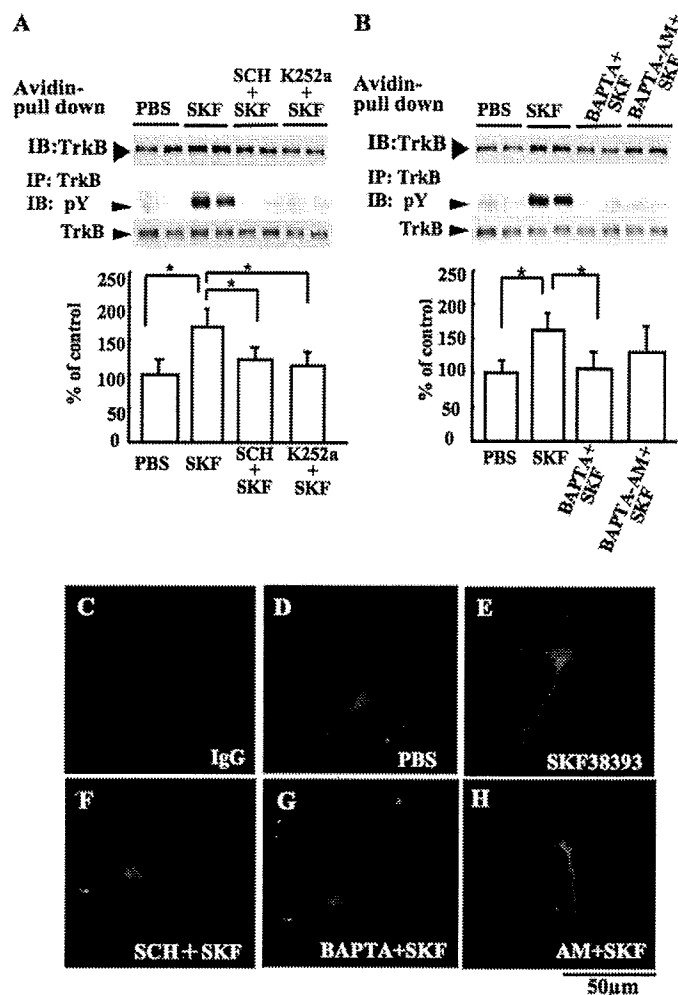 A
Avidin-
pull down
PBS
SKF
SCH
+
SKF
K252a
+
SKF
IB:TrkB
IP: TrkB
IB: pY
TrkB
250
200
150
100
50
0
% of control
*
*
*
PBS
SKF
SCH
+
SKF
K252a
+
SKF
B
Avidin-
pull down
PBS
SKF
BAPTA+
SKF
BAPTA-AM+
SKF
IB:TrkB
IP: TrkB
IB: pY
TrkB
250
200
150
100
50
0
% of control
*
*
PBS
SKF
BAPTA+
SKF
BAPTA-AM+
SKF
C
IgG
D
PBS
E
SKF38393
F
SCH+SKF
G
BAPTA+SKF
H
AM+SKF
50μm